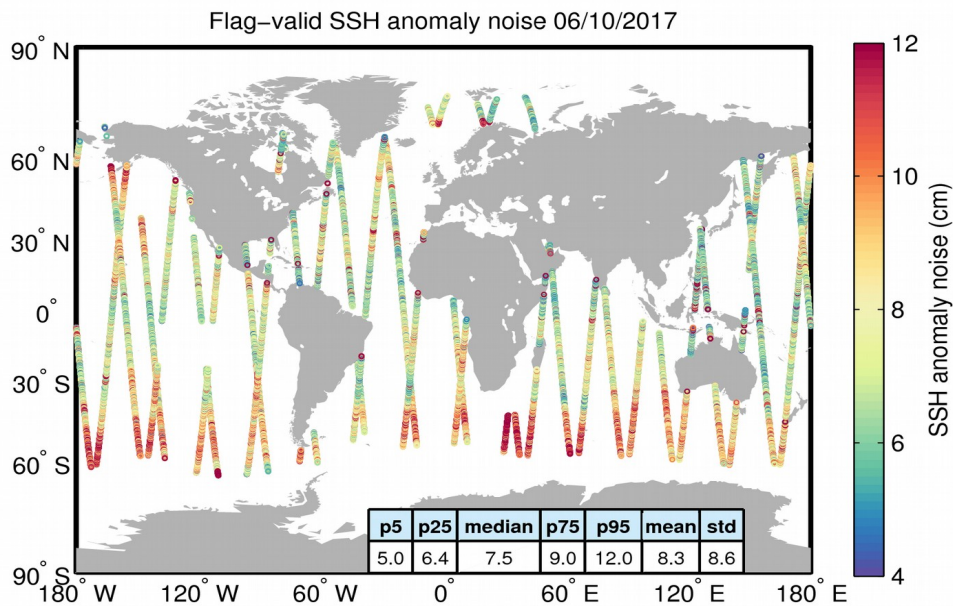 Flag−valid SSH anomaly noise 06/10/2017
90° N
60° N
30° N
0°
30° S
60° S
90° S
180° W
120° W
60° W
0°
60° E
120° E
180° E
p5 p25 median p75 p95 mean std
5.0 6.4 7.5 9.0 12.0 8.3 8.6
12
10
8
6
4
SSH anomaly noise (cm)